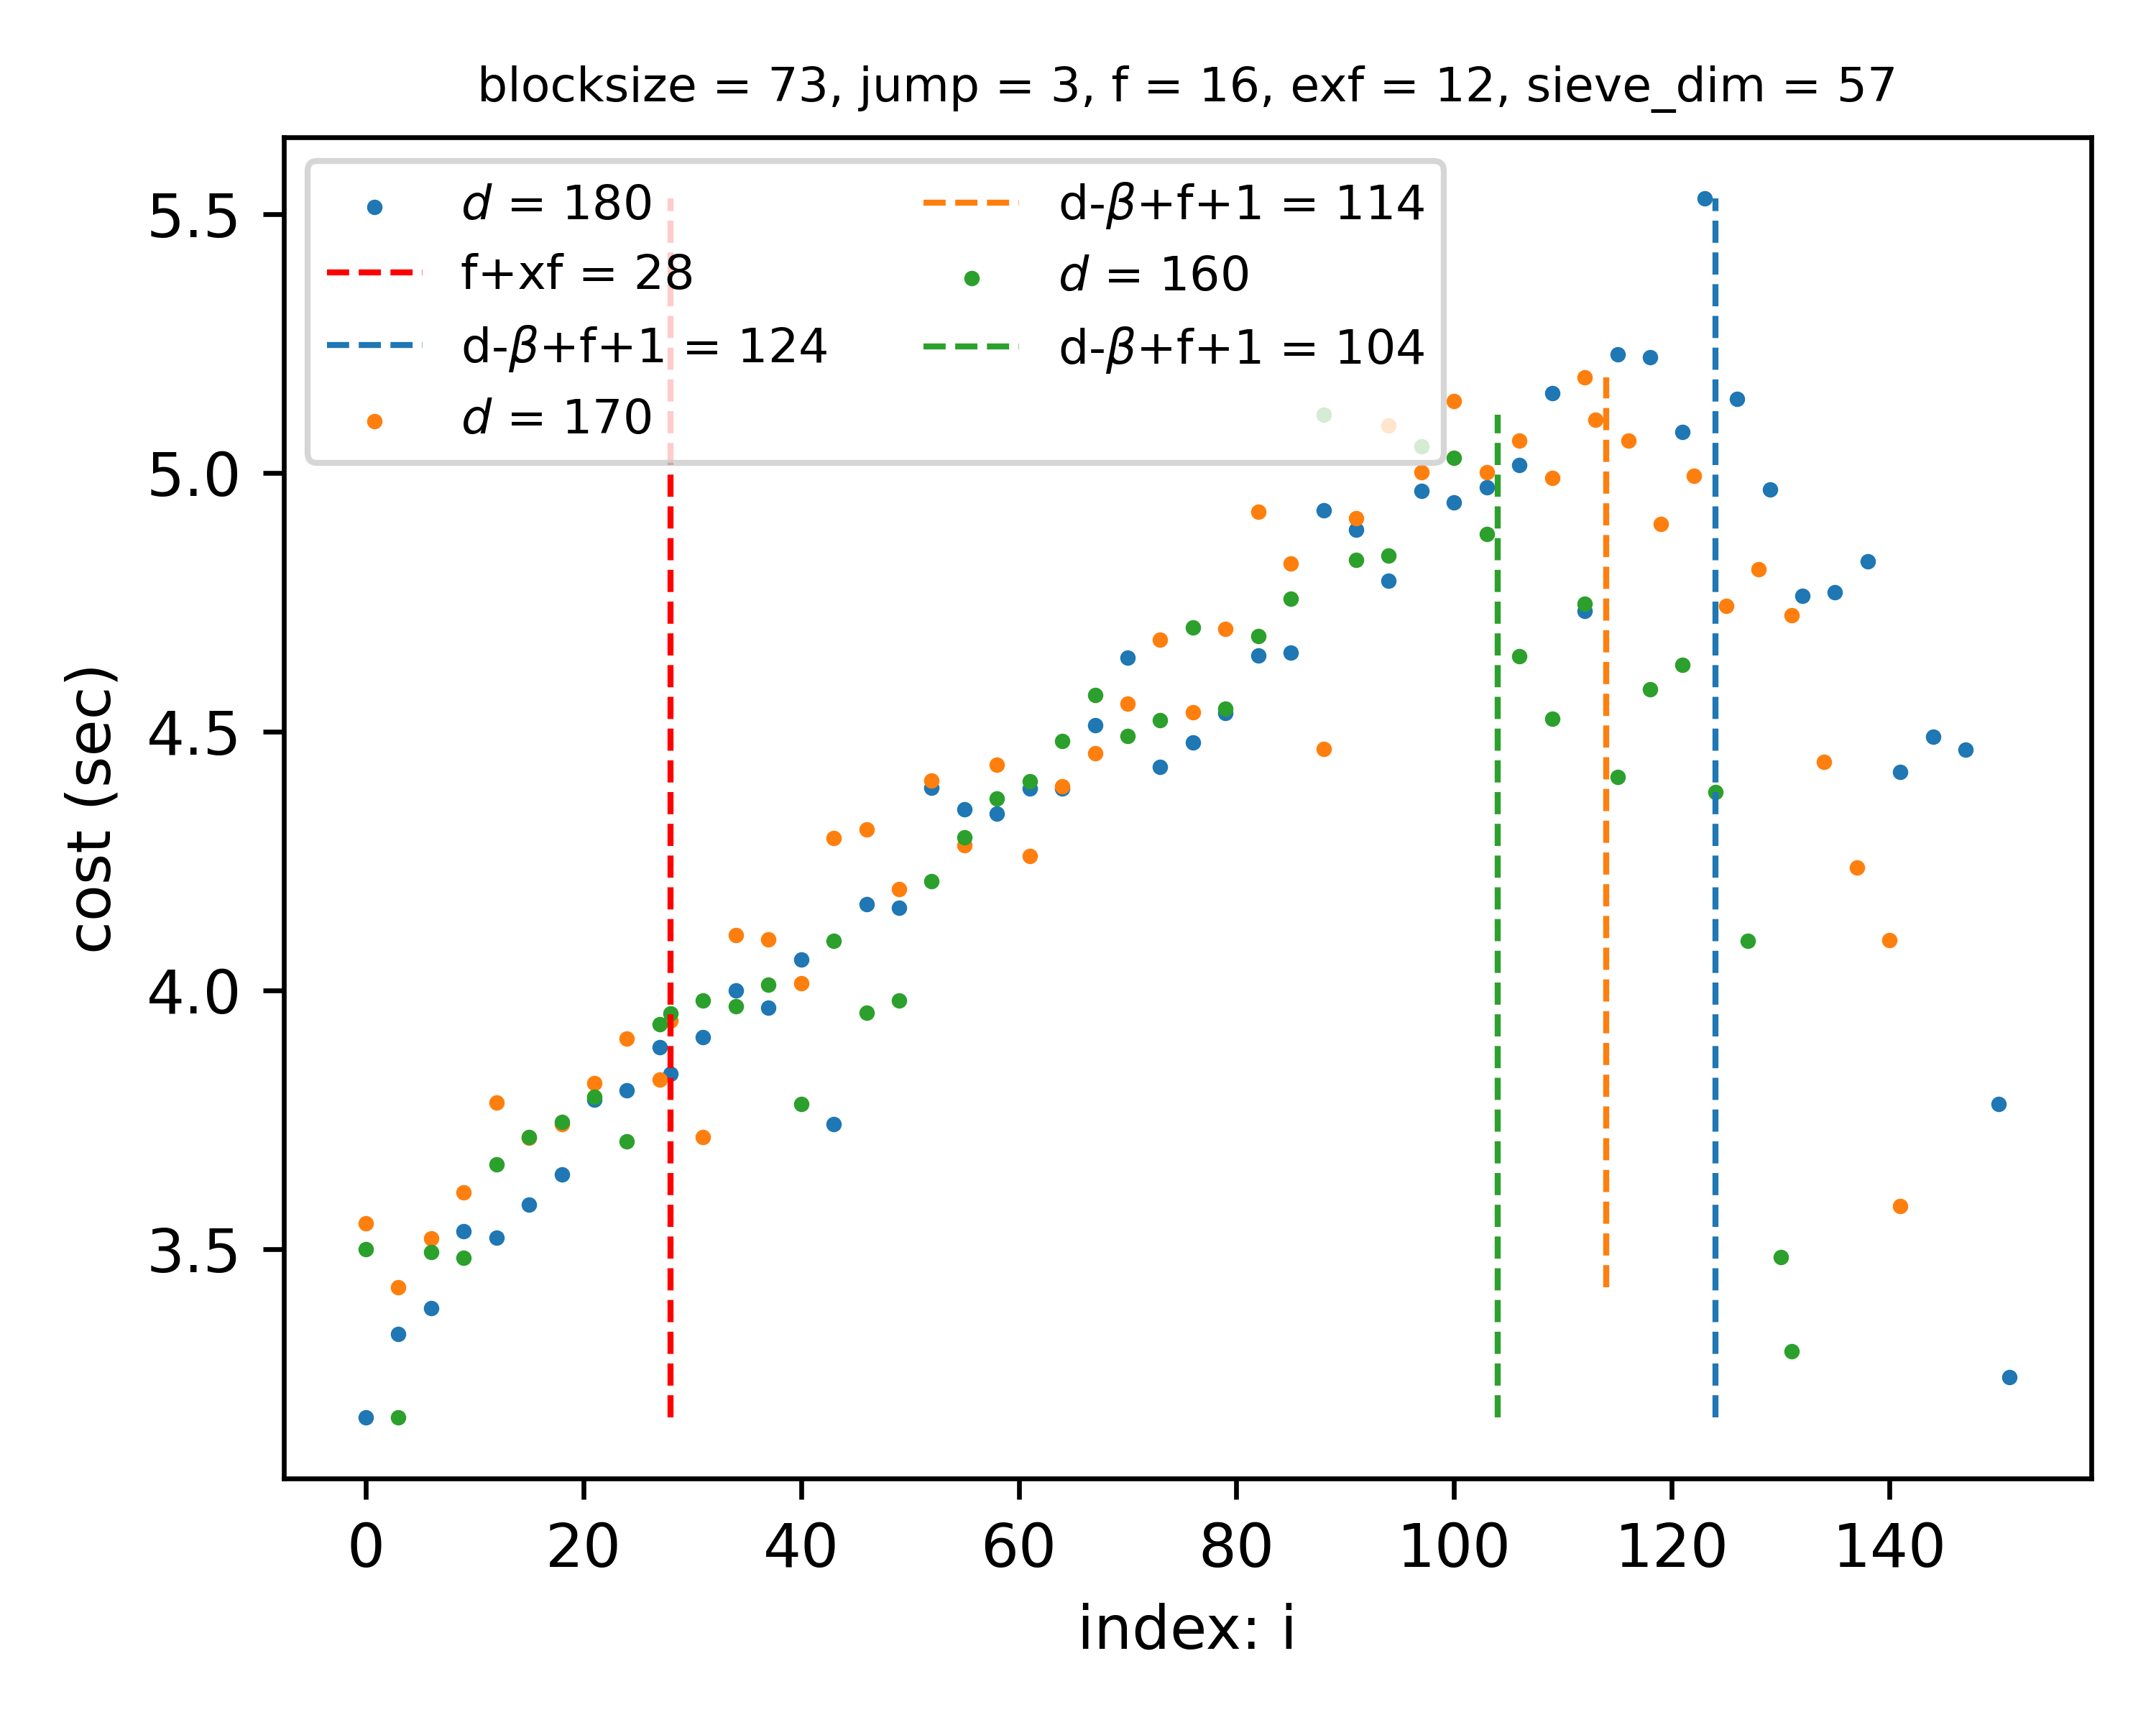 blocksize = 73, jump = 3, f = 16, exf = 12, sieve_dim = 57
d = 180
f+xf = 28
d-β+f+1 = 124
d = 170
d-β+f+1 = 114
d = 160
d-β+f+1 = 104
5.5
5.0
4.5
4.0
3.5
cost (sec)
0 20 40 60 80 100 120 140
index: i